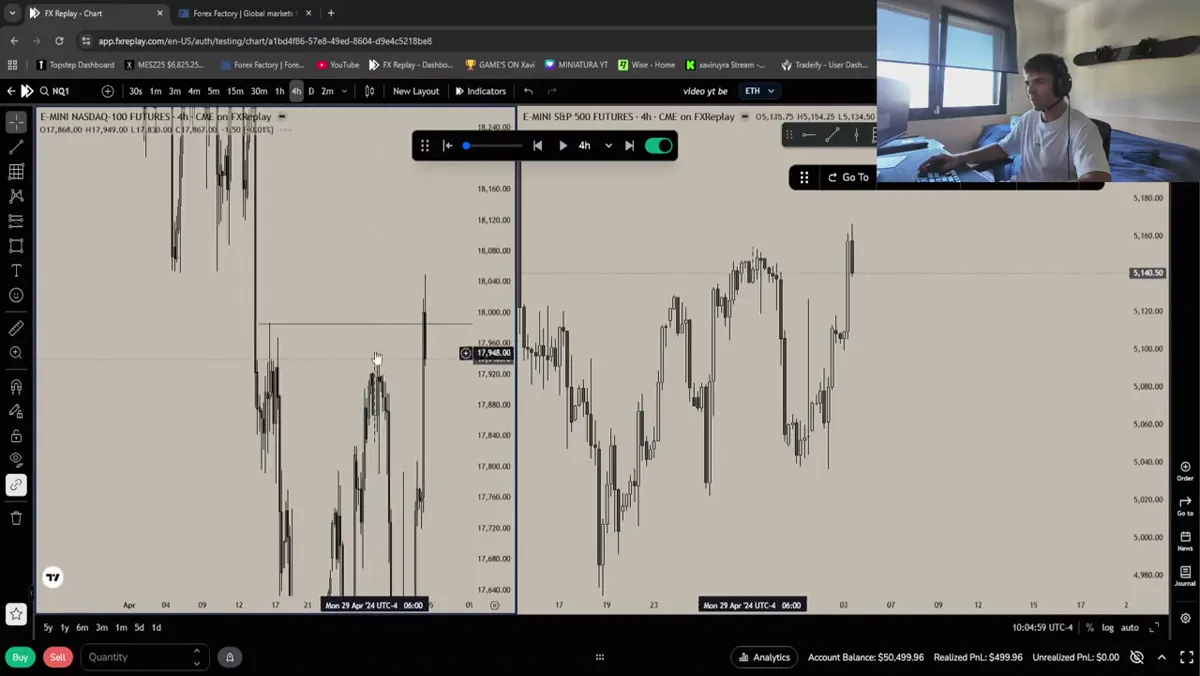 FX Replay - Chart
Forex Factory | Global markets
app.fxreplay.com/en-US/auth/testing/chart/a1bd4f86-57e8-49ed-8604-d9e4c5218be8
Topstep Dashboard
MESZ25 $6,825.25...
Forex Factory | Fore...
YouTube
FX Replay - Dashbo...
GAME'S ON Xavi
MINIATURA YT
Wise - Home
xaviruyra Stream -...
Tradeify - User Dash...
NQ1
30s 1m 3m 4m 5m 15m 30m 1h 4h D 2m
New Layout
Indicators
video yt be
ETH
E-MINI NASDAQ-100 FUTURES · 4h · CME on FXReplay
O17,868.00 H17,949.00 L17,830.00 C17,867.00 -1.50 (-0.01%)
E-MINI S&P 500 FUTURES · 4h · CME on FXReplay
O5,135.75 H5,154.25 L5,134.50
4h
Go To
18,240.00
18,160.00
18,120.00
18,080.00
18,040.00
18,000.00
17,960.00
17,948.00
17,920.00
17,880.00
17,840.00
17,800.00
17,760.00
17,720.00
17,680.00
17,640.00
5,180.00
5,160.00
5,140.50
5,120.00
5,100.00
5,080.00
5,060.00
5,040.00
5,020.00
5,000.00
4,980.00
Order
Go to
News
Journal
Apr 04 09 12 17 21
Mon 29 Apr '24 UTC-4 06:00
17 19 23
Mon 29 Apr '24 UTC-4 06:00
03 07 09 12 15 17 2
5y 1y 6m 3m 1m 5d 1d
10:04:59 UTC-4
% log auto
Buy
Sell
Quantity
Analytics
Account Balance: $50,499.96
Realized PnL: $499.96
Unrealized PnL: $0.00